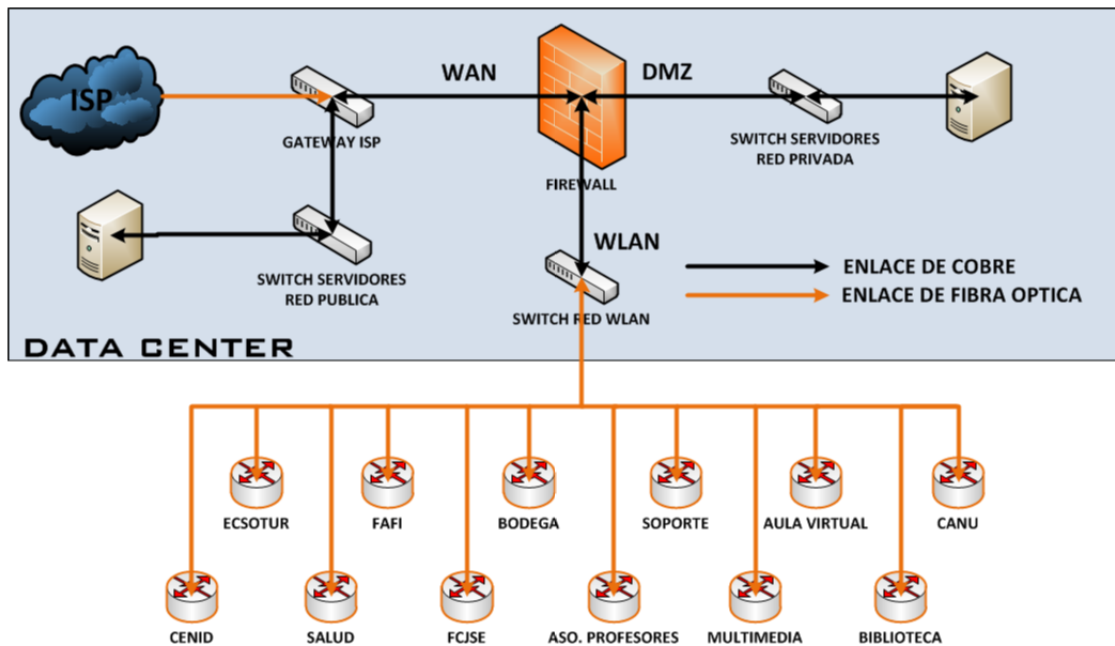 ISP
WAN
DMZ
GATEWAY ISP
SWITCH SERVIDORES
RED PRIVADA
FIREWALL
WLAN
SWITCH SERVIDORES
RED PUBLICA
ENLACE DE COBRE
ENLACE DE FIBRA OPTICA
SWITCH RED WLAN
DATA CENTER
ECSOTUR
FAFI
BODEGA
SOPORTE
AULA VIRTUAL
CANU
CENID
SALUD
FCJSE
ASO. PROFESORES
MULTIMEDIA
BIBLIOTECA